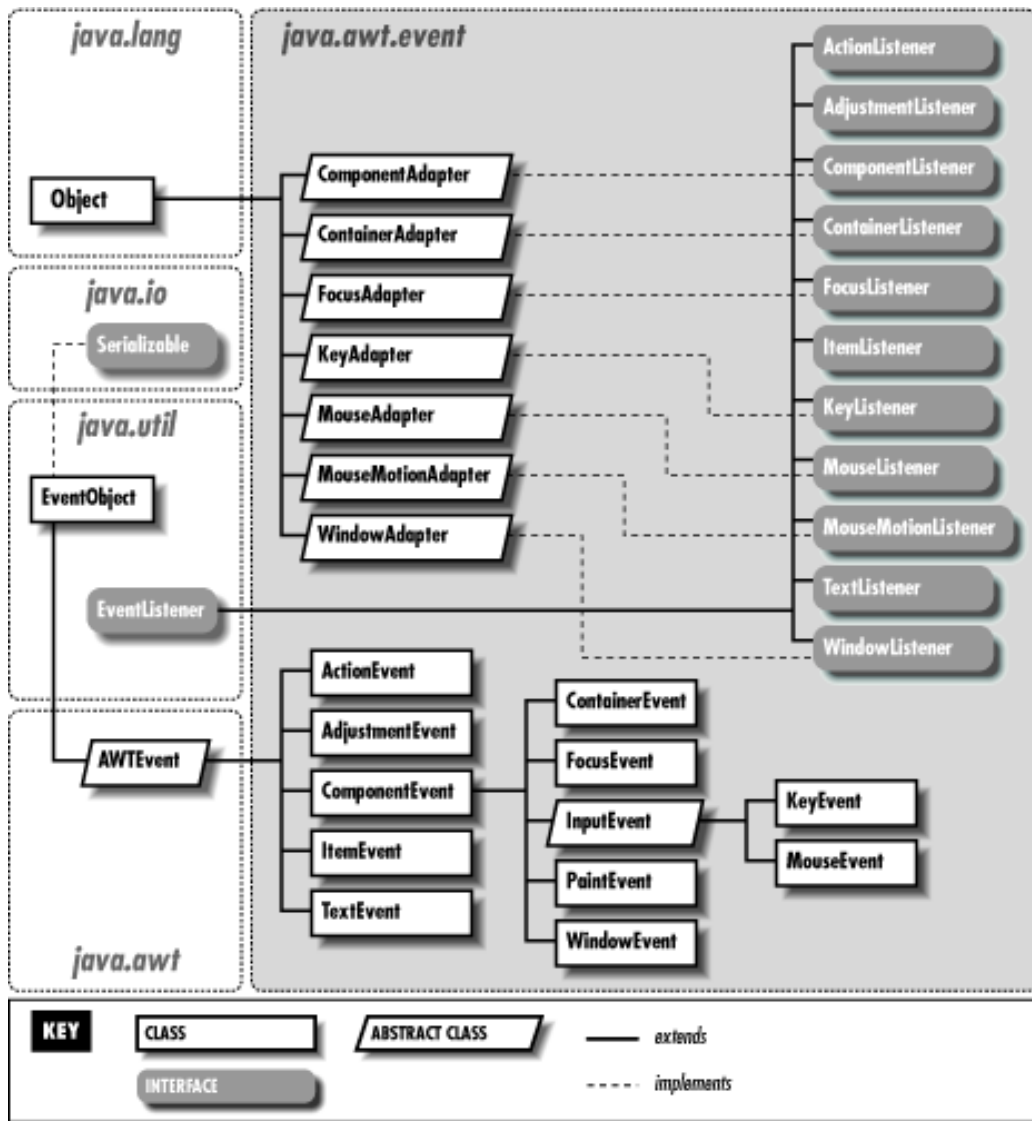 java.lang
java.awt.event
ActionListener
AdjustmentListener
ComponentAdapter
ComponentListener
Object
ContainerAdapter
ContainerListener
java.io
FocusAdapter
FocusListener
Serializable
KeyAdapter
ItemListener
java.util
MouseAdapter
KeyListener
EventObject
MouseMotionAdapter
MouseListener
WindowAdapter
MouseMotionListener
EventListener
TextListener
WindowListener
ActionEvent
ContainerEvent
AdjustmentEvent
AWTEvent
FocusEvent
ComponentEvent
InputEvent
KeyEvent
ItemEvent
MouseEvent
TextEvent
PaintEvent
WindowEvent
java.awt
KEY
CLASS
ABSTRACT CLASS
extends
INTERFACE
implements